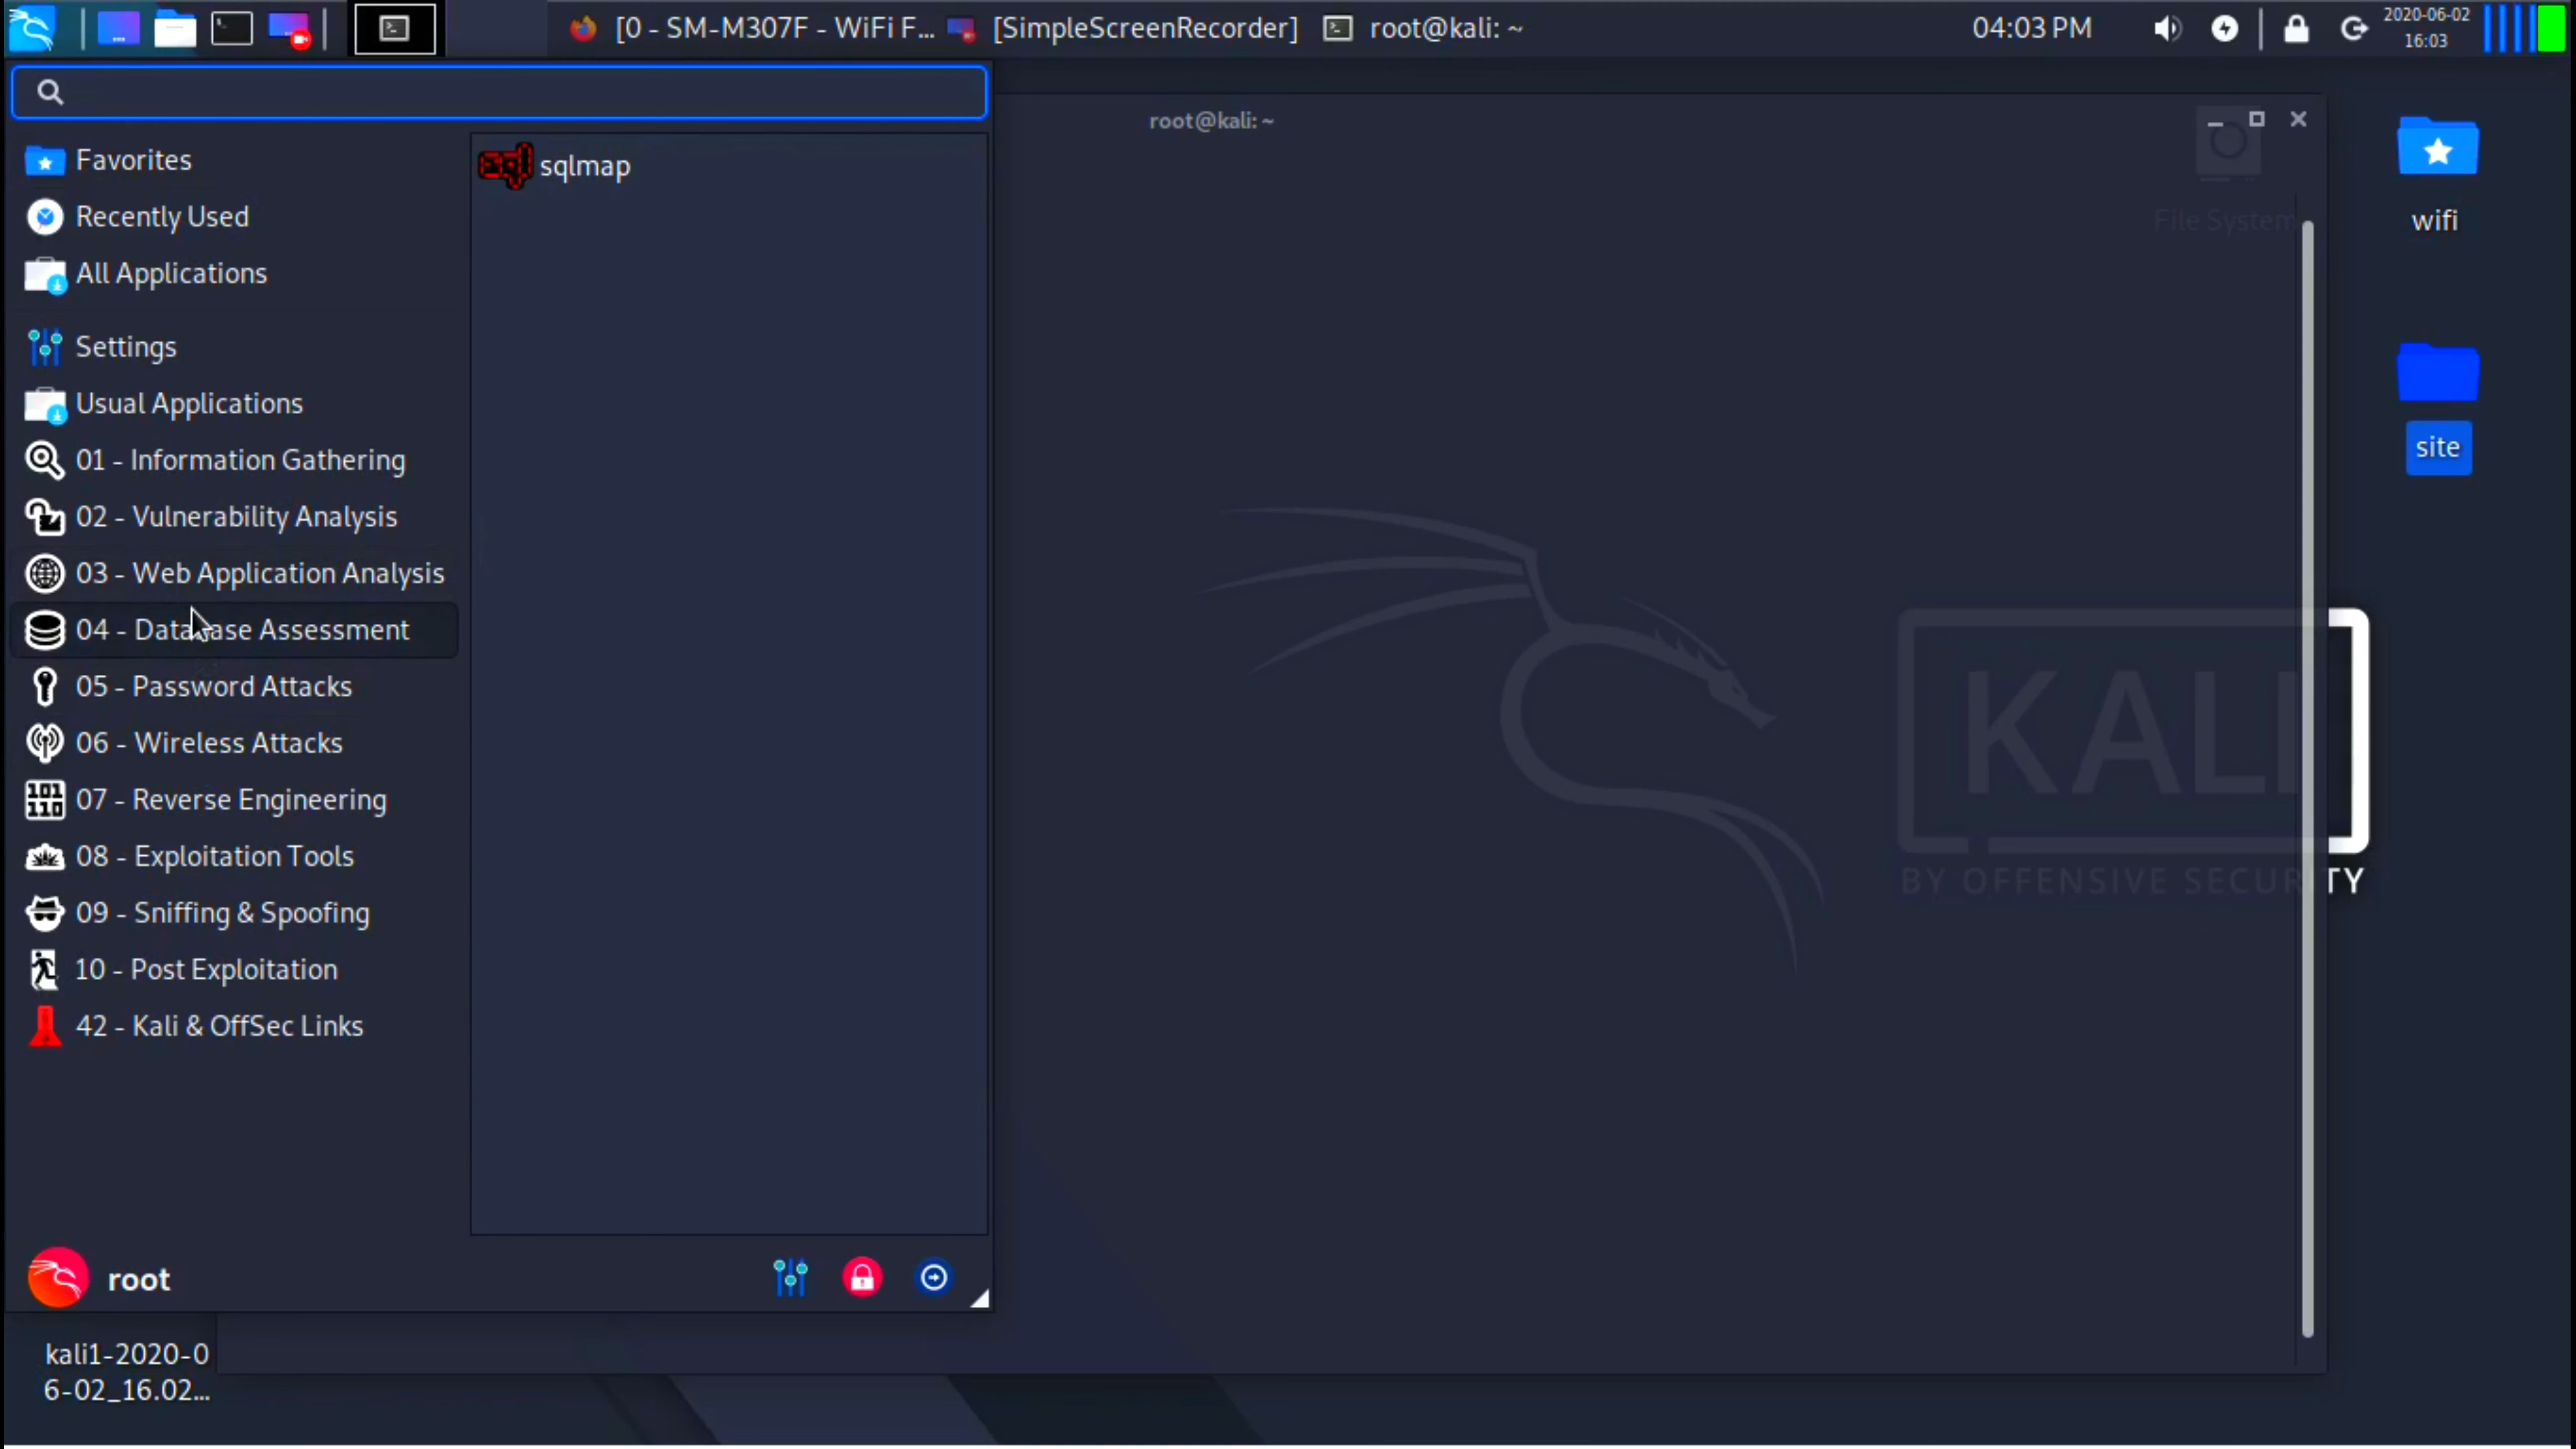 [0 - SM-M307F - WiFi F...
[SimpleScreenRecorder]
root@kali: ~
04:03 PM
2020-06-02
16:03
root@kali: ~
Favorites
sqlmap
Recently Used
All Applications
Settings
Usual Applications
01 - Information Gathering
02 - Vulnerability Analysis
03 - Web Application Analysis
04 - Database Assessment
05 - Password Attacks
06 - Wireless Attacks
07 - Reverse Engineering
08 - Exploitation Tools
09 - Sniffing & Spoofing
10 - Post Exploitation
42 - Kali & OffSec Links
root
File System
wifi
site
KALI
BY OFFENSIVE SECURITY
kali1-2020-0
6-02_16.02...